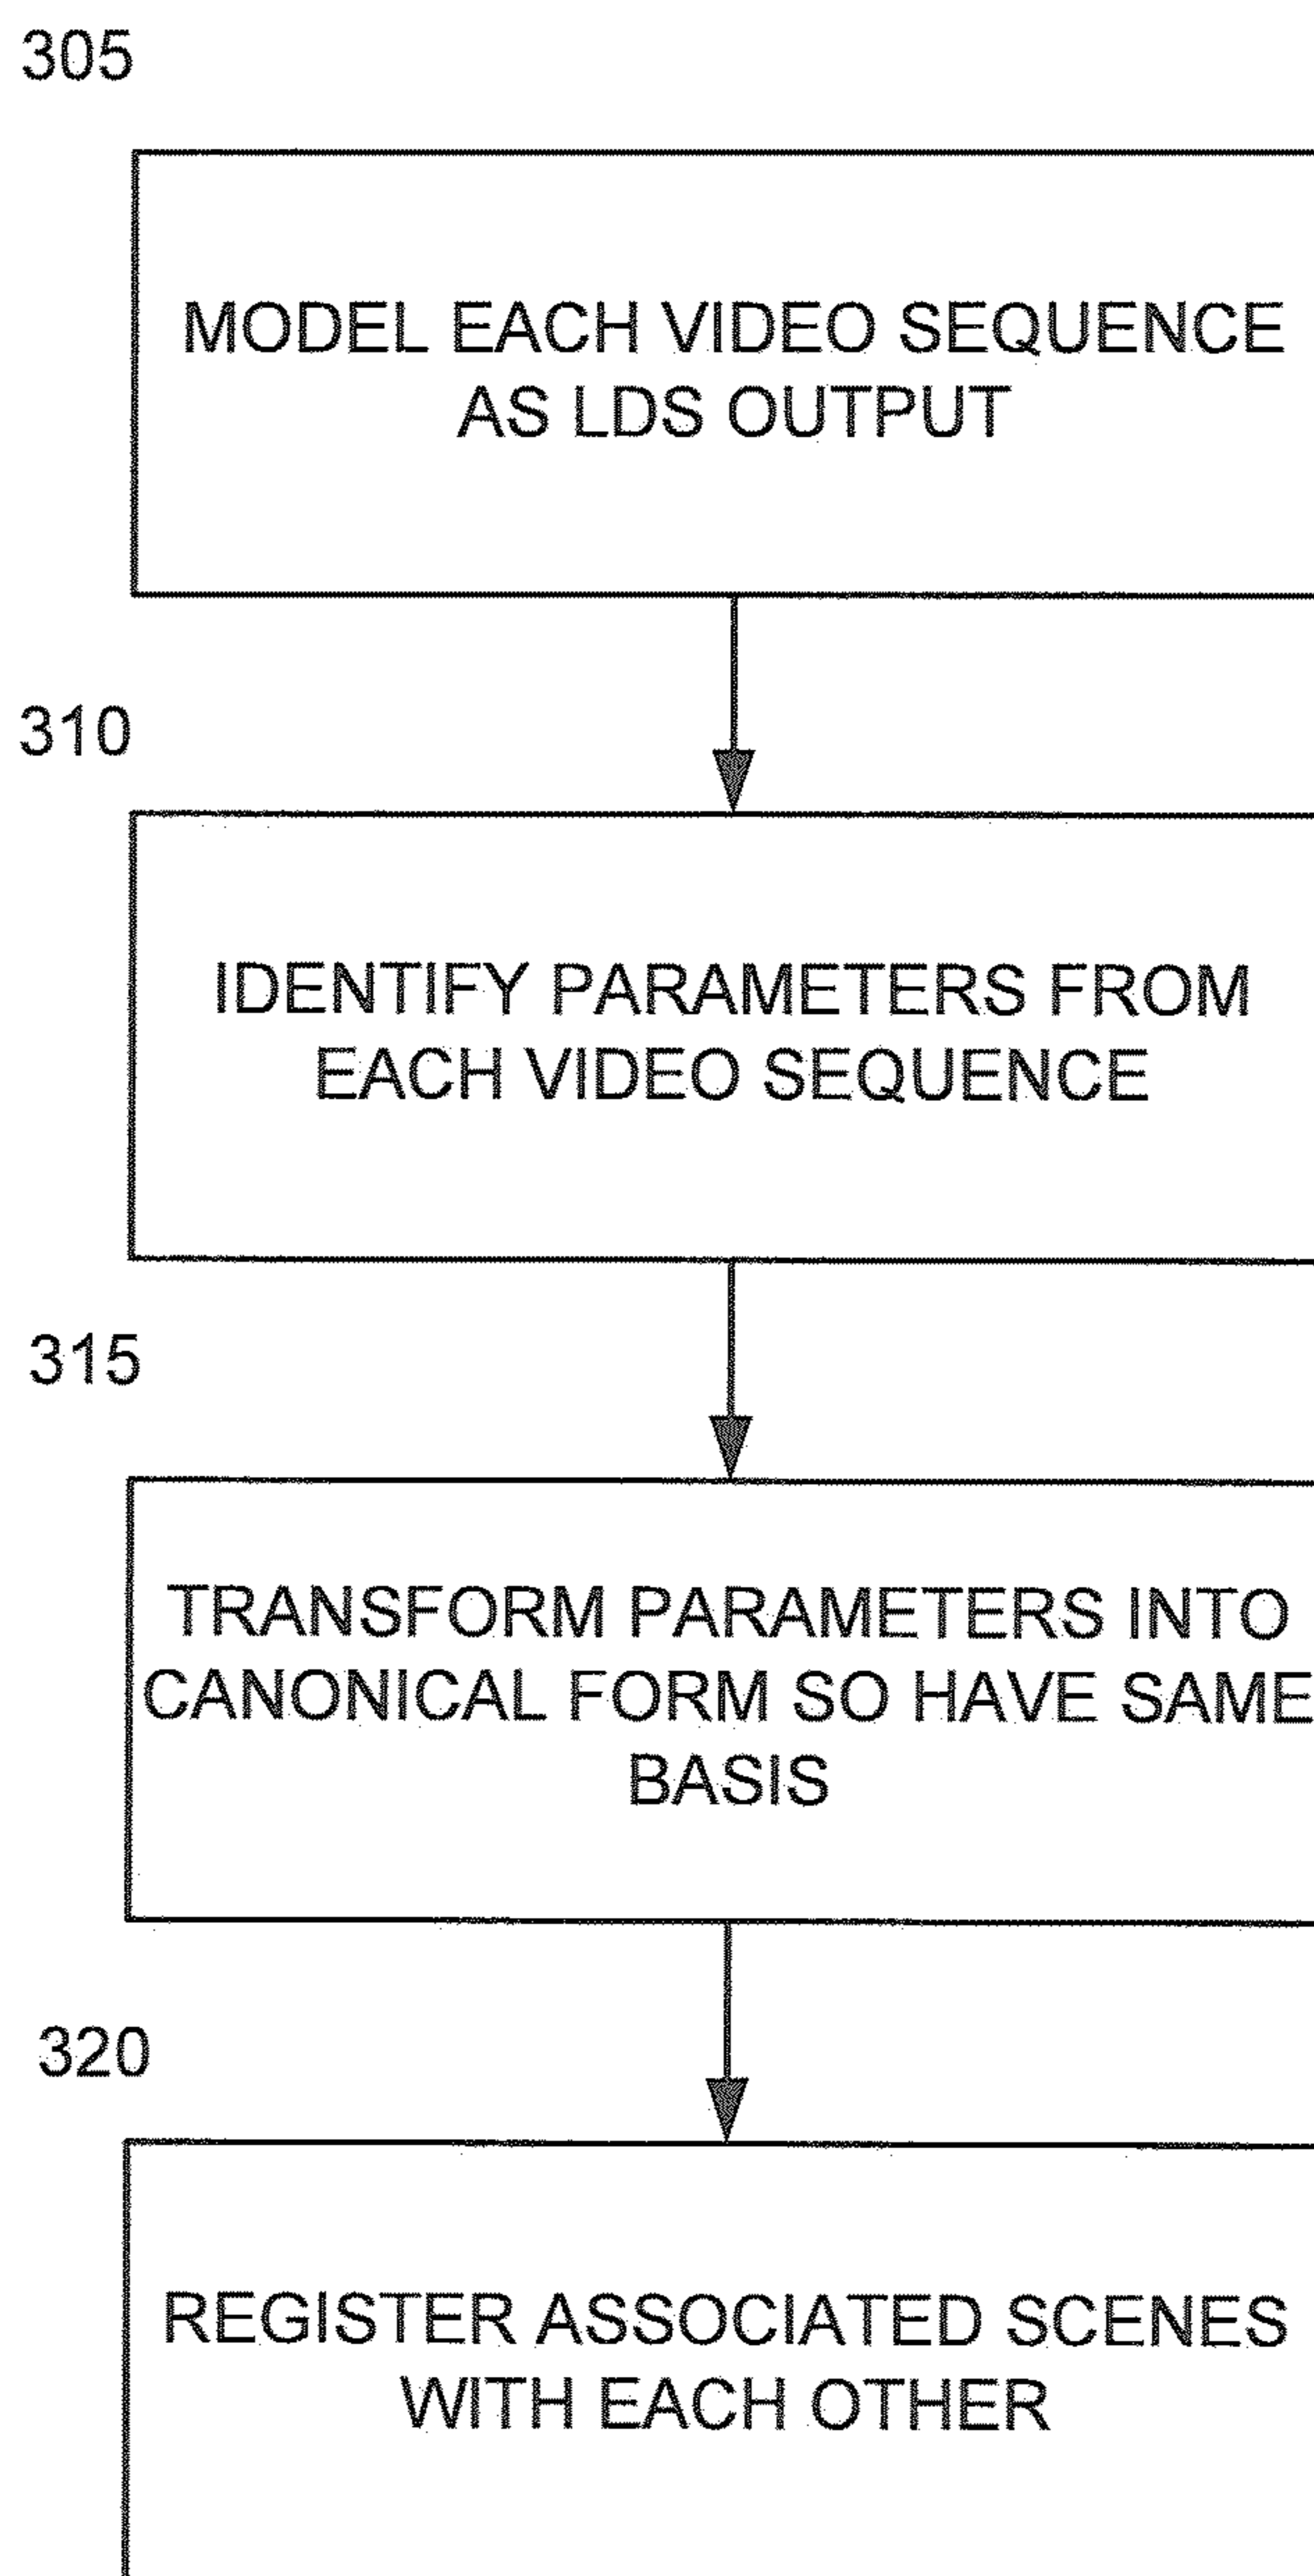 305
MODEL EACH VIDEO SEQUENCE
AS LDS OUTPUT
310
IDENTIFY PARAMETERS FROM
EACH VIDEO SEQUENCE
315
TRANSFORM PARAMETERS INTO
CANONICAL FORM SO HAVE SAME
BASIS
320
REGISTER ASSOCIATED SCENES
WITH EACH OTHER